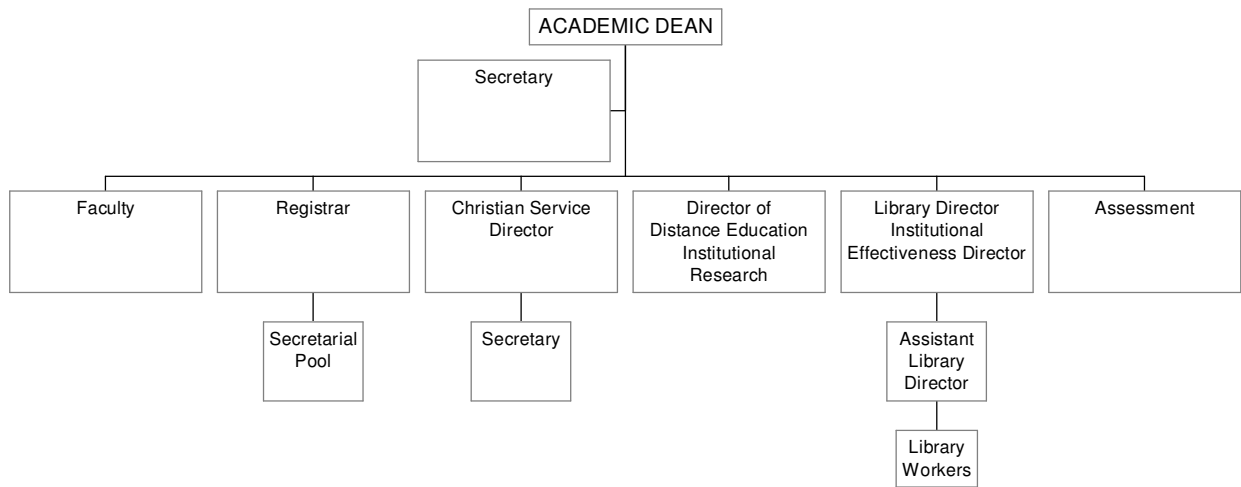 ACADEMIC DEAN
Secretary
Faculty
Registrar
Christian Service
Director
Director of
Distance Education
Institutional
Research
Library Director
Institutional
Effectiveness Director
Assessment
Secretarial
Pool
Secretary
Assistant
Library
Director
Library
Workers